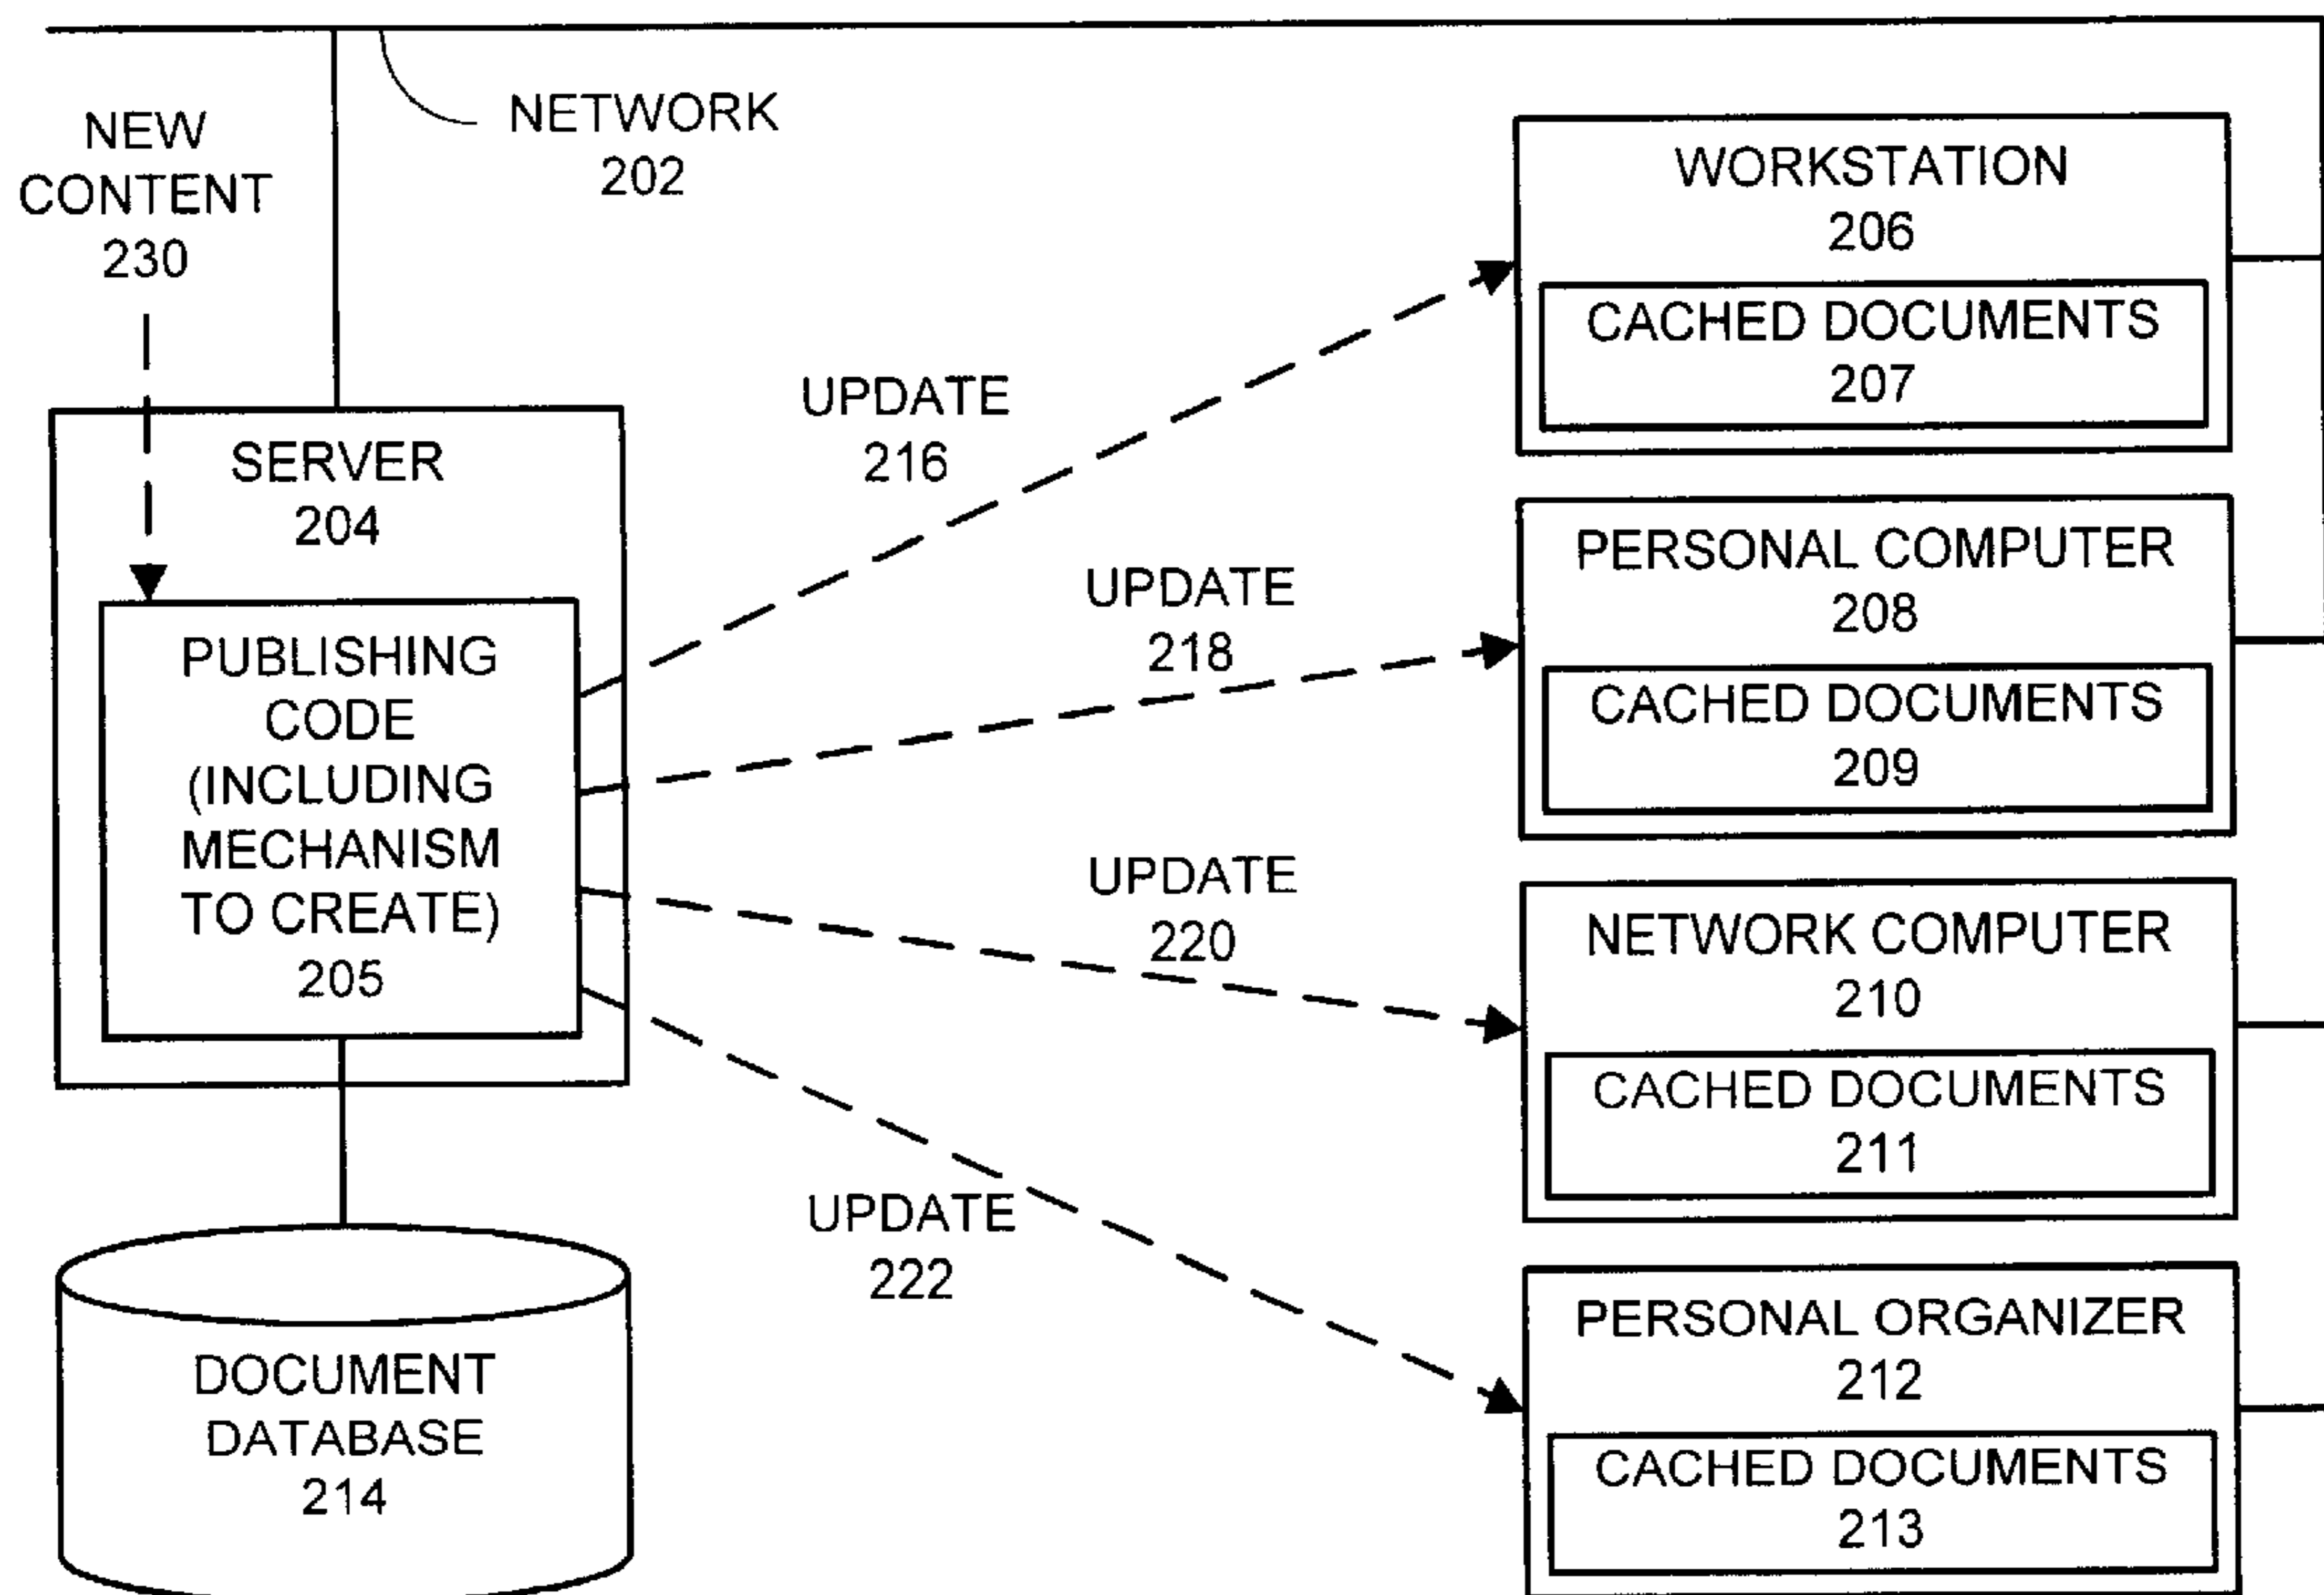 NEW
CONTENT
230
NETWORK
202
SERVER
204
PUBLISHING
CODE
(INCLUDING
MECHANISM
TO CREATE)
205
DOCUMENT
DATABASE
214
UPDATE
216
UPDATE
218
UPDATE
220
UPDATE
222
WORKSTATION
206
CACHED DOCUMENTS
207
PERSONAL COMPUTER
208
CACHED DOCUMENTS
209
NETWORK COMPUTER
210
CACHED DOCUMENTS
211
PERSONAL ORGANIZER
212
CACHED DOCUMENTS
213